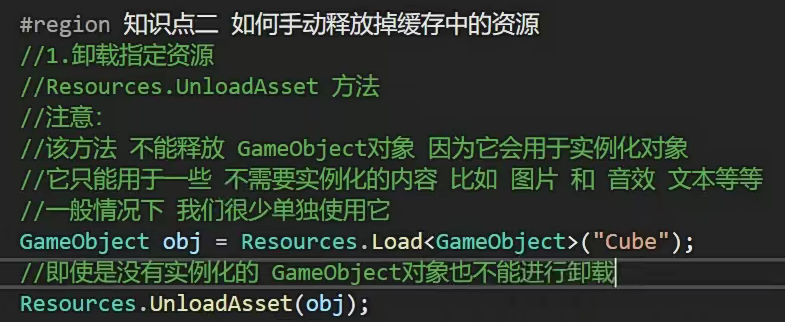 #region 知识点二 如何手动释放掉缓存中的资源
//1.卸载指定资源
//Resources.UnloadAsset 方法
//注意：
//该方法 不能释放 GameObject对象 因为它会用于实例化对象
//它只能用于一些 不需要实例化的内容 比如 图片 和 音效 文本等等
//一般情况下 我们很少单独使用它
GameObject obj = Resources.Load<GameObject>("Cube");
//即使是没有实例化的 GameObject对象也不能进行卸载
Resources.UnloadAsset(obj);